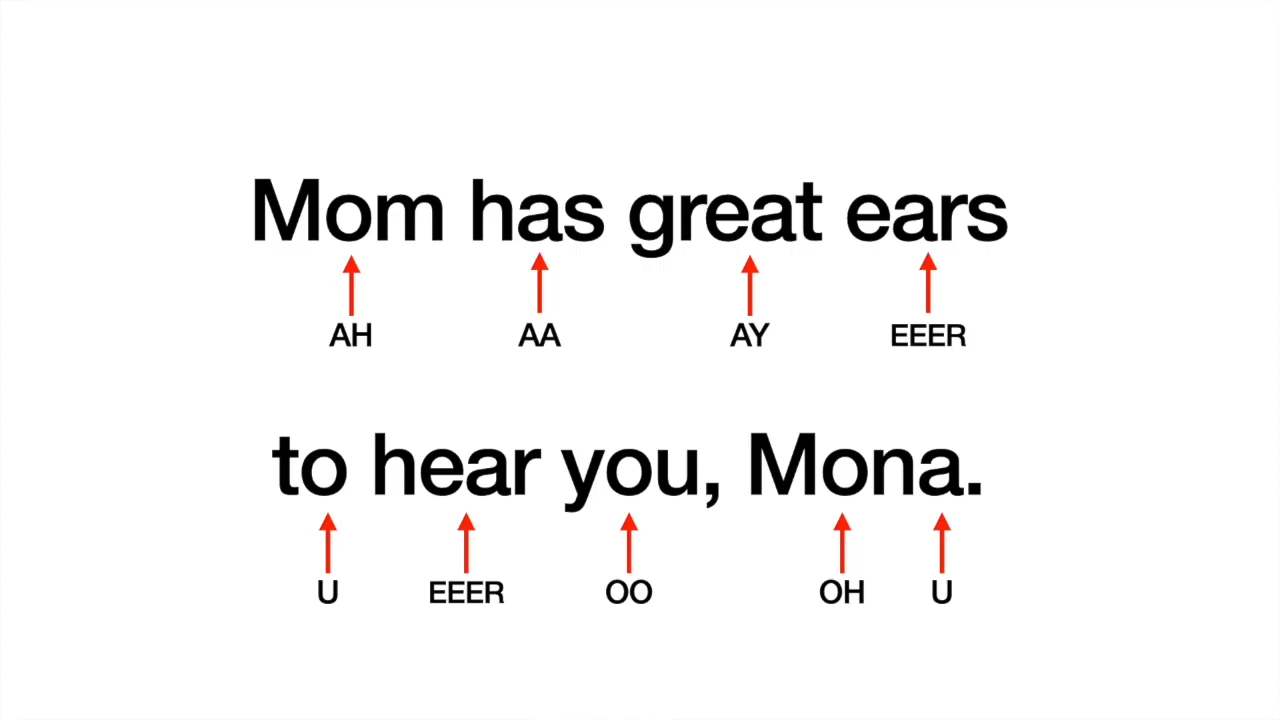 Mom has great ears
AH AA AY EEER
to hear you, Mona.
U EEER OO OH U